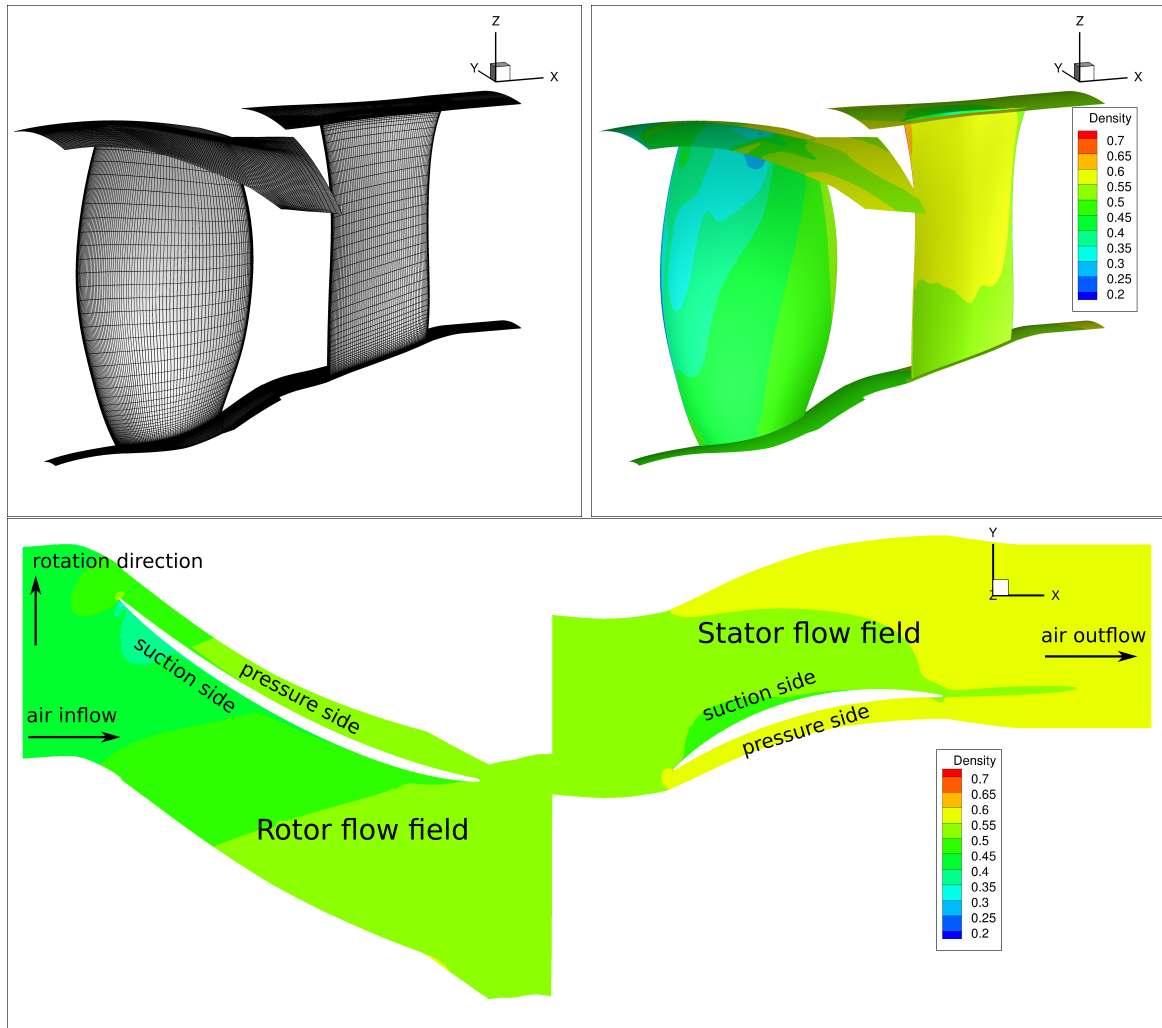 Z
Y
X
Z
Y
X
Density
0.7
0.65
0.6
0.55
0.5
0.45
0.4
0.35
0.3
0.25
0.2
rotation direction
air inflow
suction side
pressure side
Rotor flow field
Stator flow field
suction side
pressure side
Y
Z
X
air outflow
Density
0.7
0.65
0.6
0.55
0.5
0.45
0.4
0.35
0.3
0.25
0.2